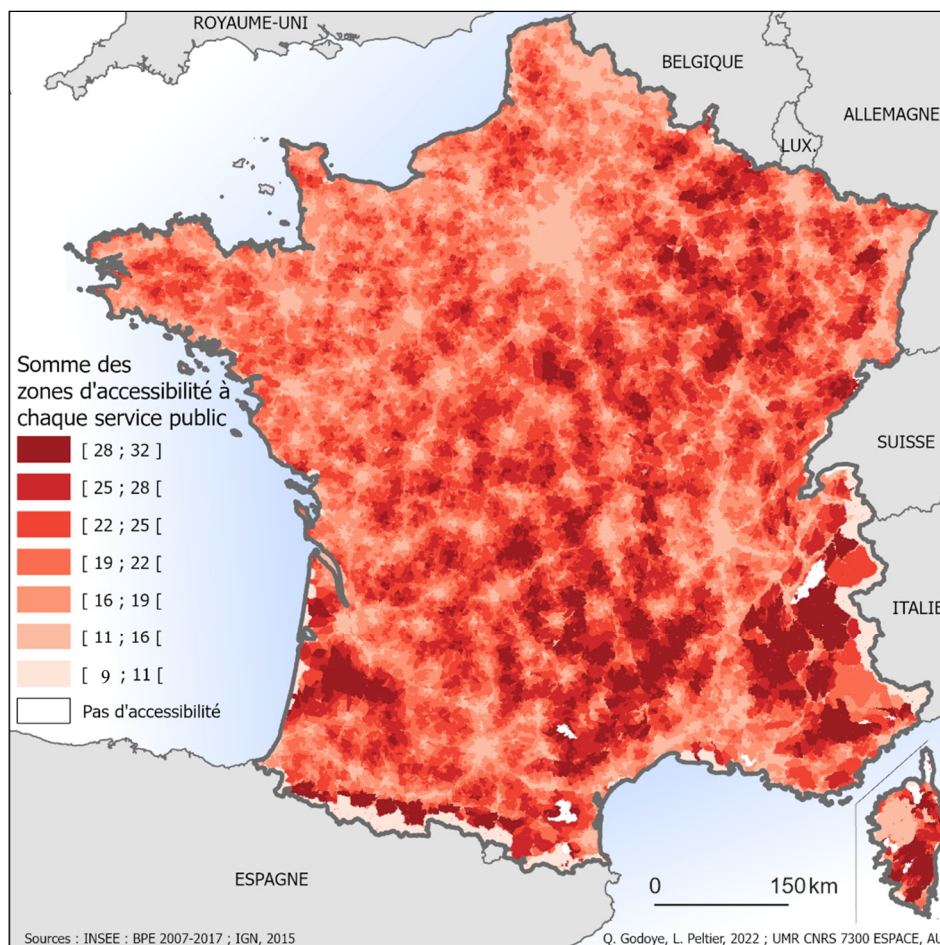 ROYAUME-UNI
BELGIQUE
ALLEMAGNE
LUX.
Somme des
zones d'accessibilité à
chaque service public
[ 28 ; 32 ]
[ 25 ; 28 [
[ 22 ; 25 [
[ 19 ; 22 [
[ 16 ; 19 [
[ 11 ; 16 [
[ 9 ; 11 [
Pas d'accessibilité
SUISSE
ITALIE
ESPAGNE
0 150 km
Sources : INSEE : BPE 2007-2017 ; IGN, 2015
Q. Godoye, L. Peltier, 2022 ; UMR CNRS 7300 ESPACE, AU